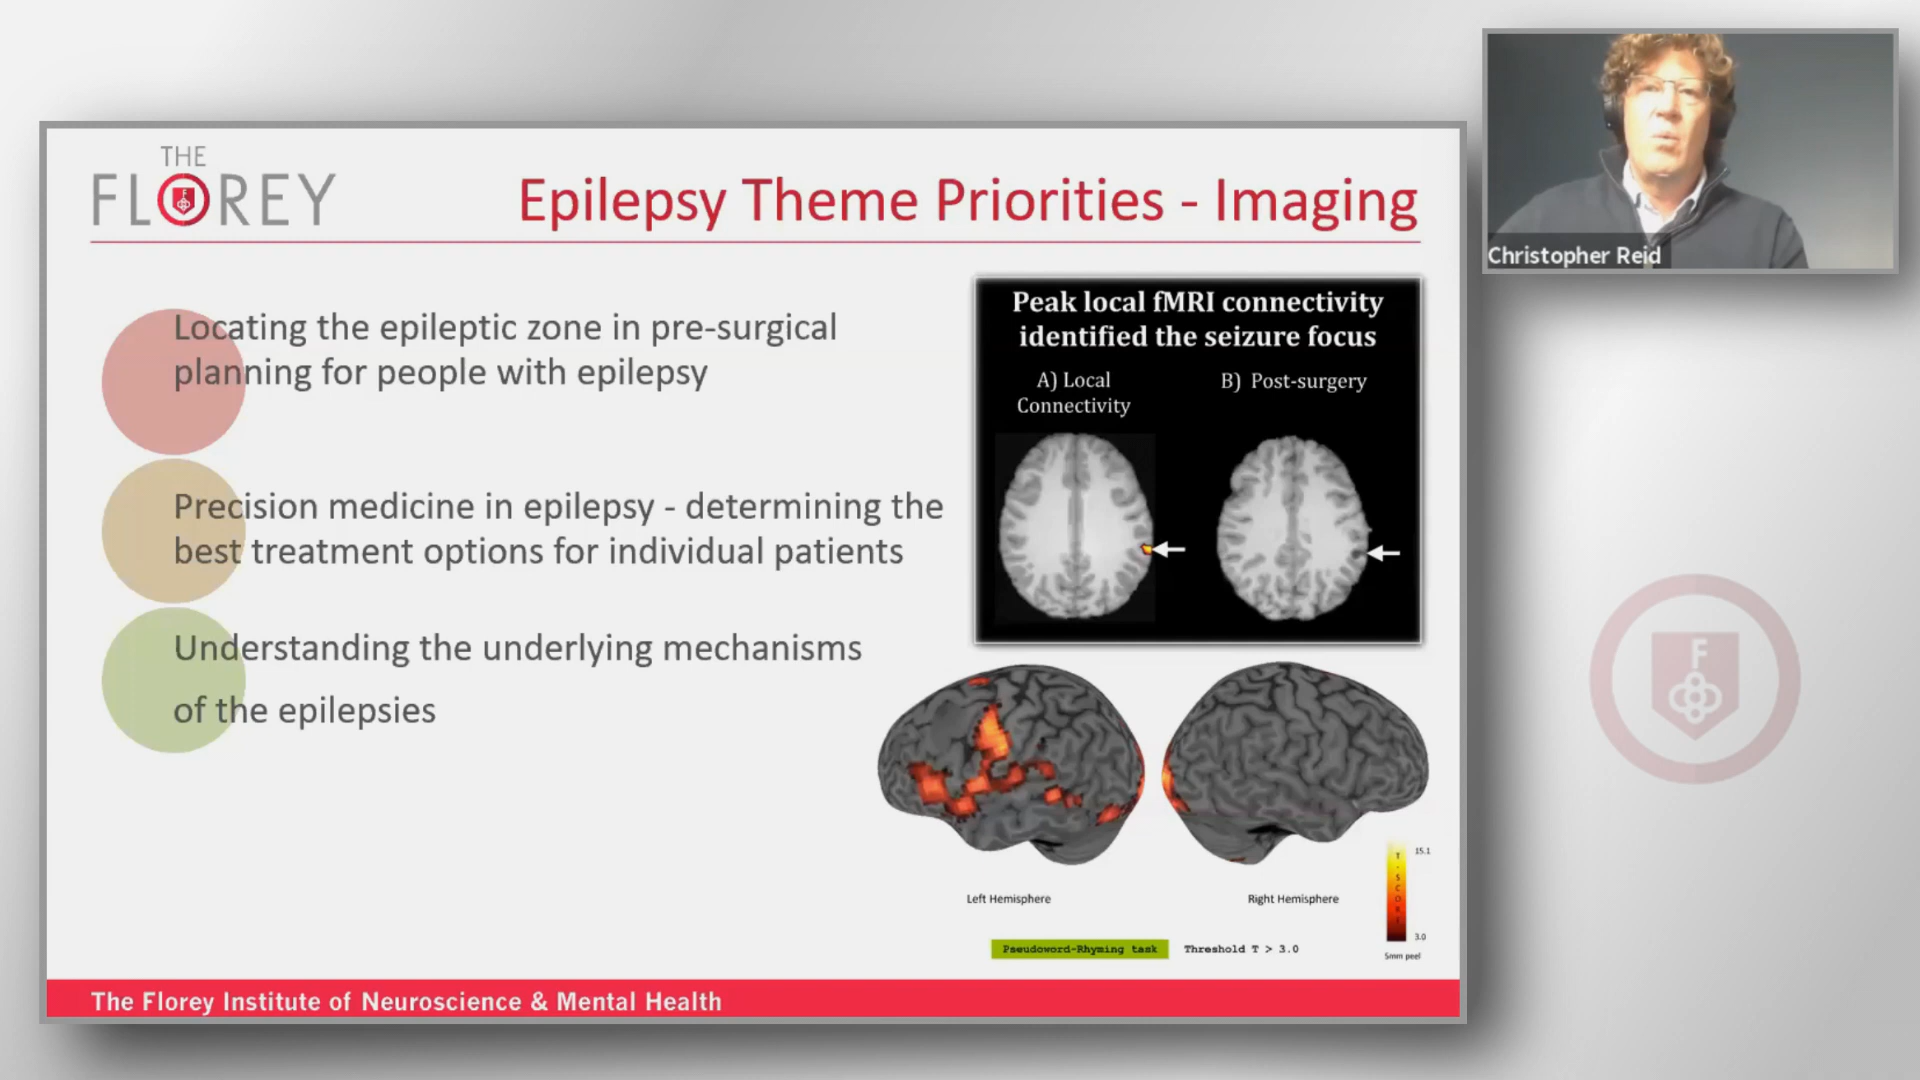 THE
FLOREY
Epilepsy Theme Priorities - Imaging
Locating the epileptic zone in pre-surgical
planning for people with epilepsy
Precision medicine in epilepsy - determining the
best treatment options for individual patients
Understanding the underlying mechanisms
of the epilepsies
Peak local fMRI connectivity
identified the seizure focus
A) Local
Connectivity
B) Post-surgery
Left Hemisphere
Right Hemisphere
T-SCORE
15.1
3.0
5mm peel
Pseudoword-Rhyming task
Threshold T > 3.0
The Florey Institute of Neuroscience & Mental Health
Christopher Reid
F
F